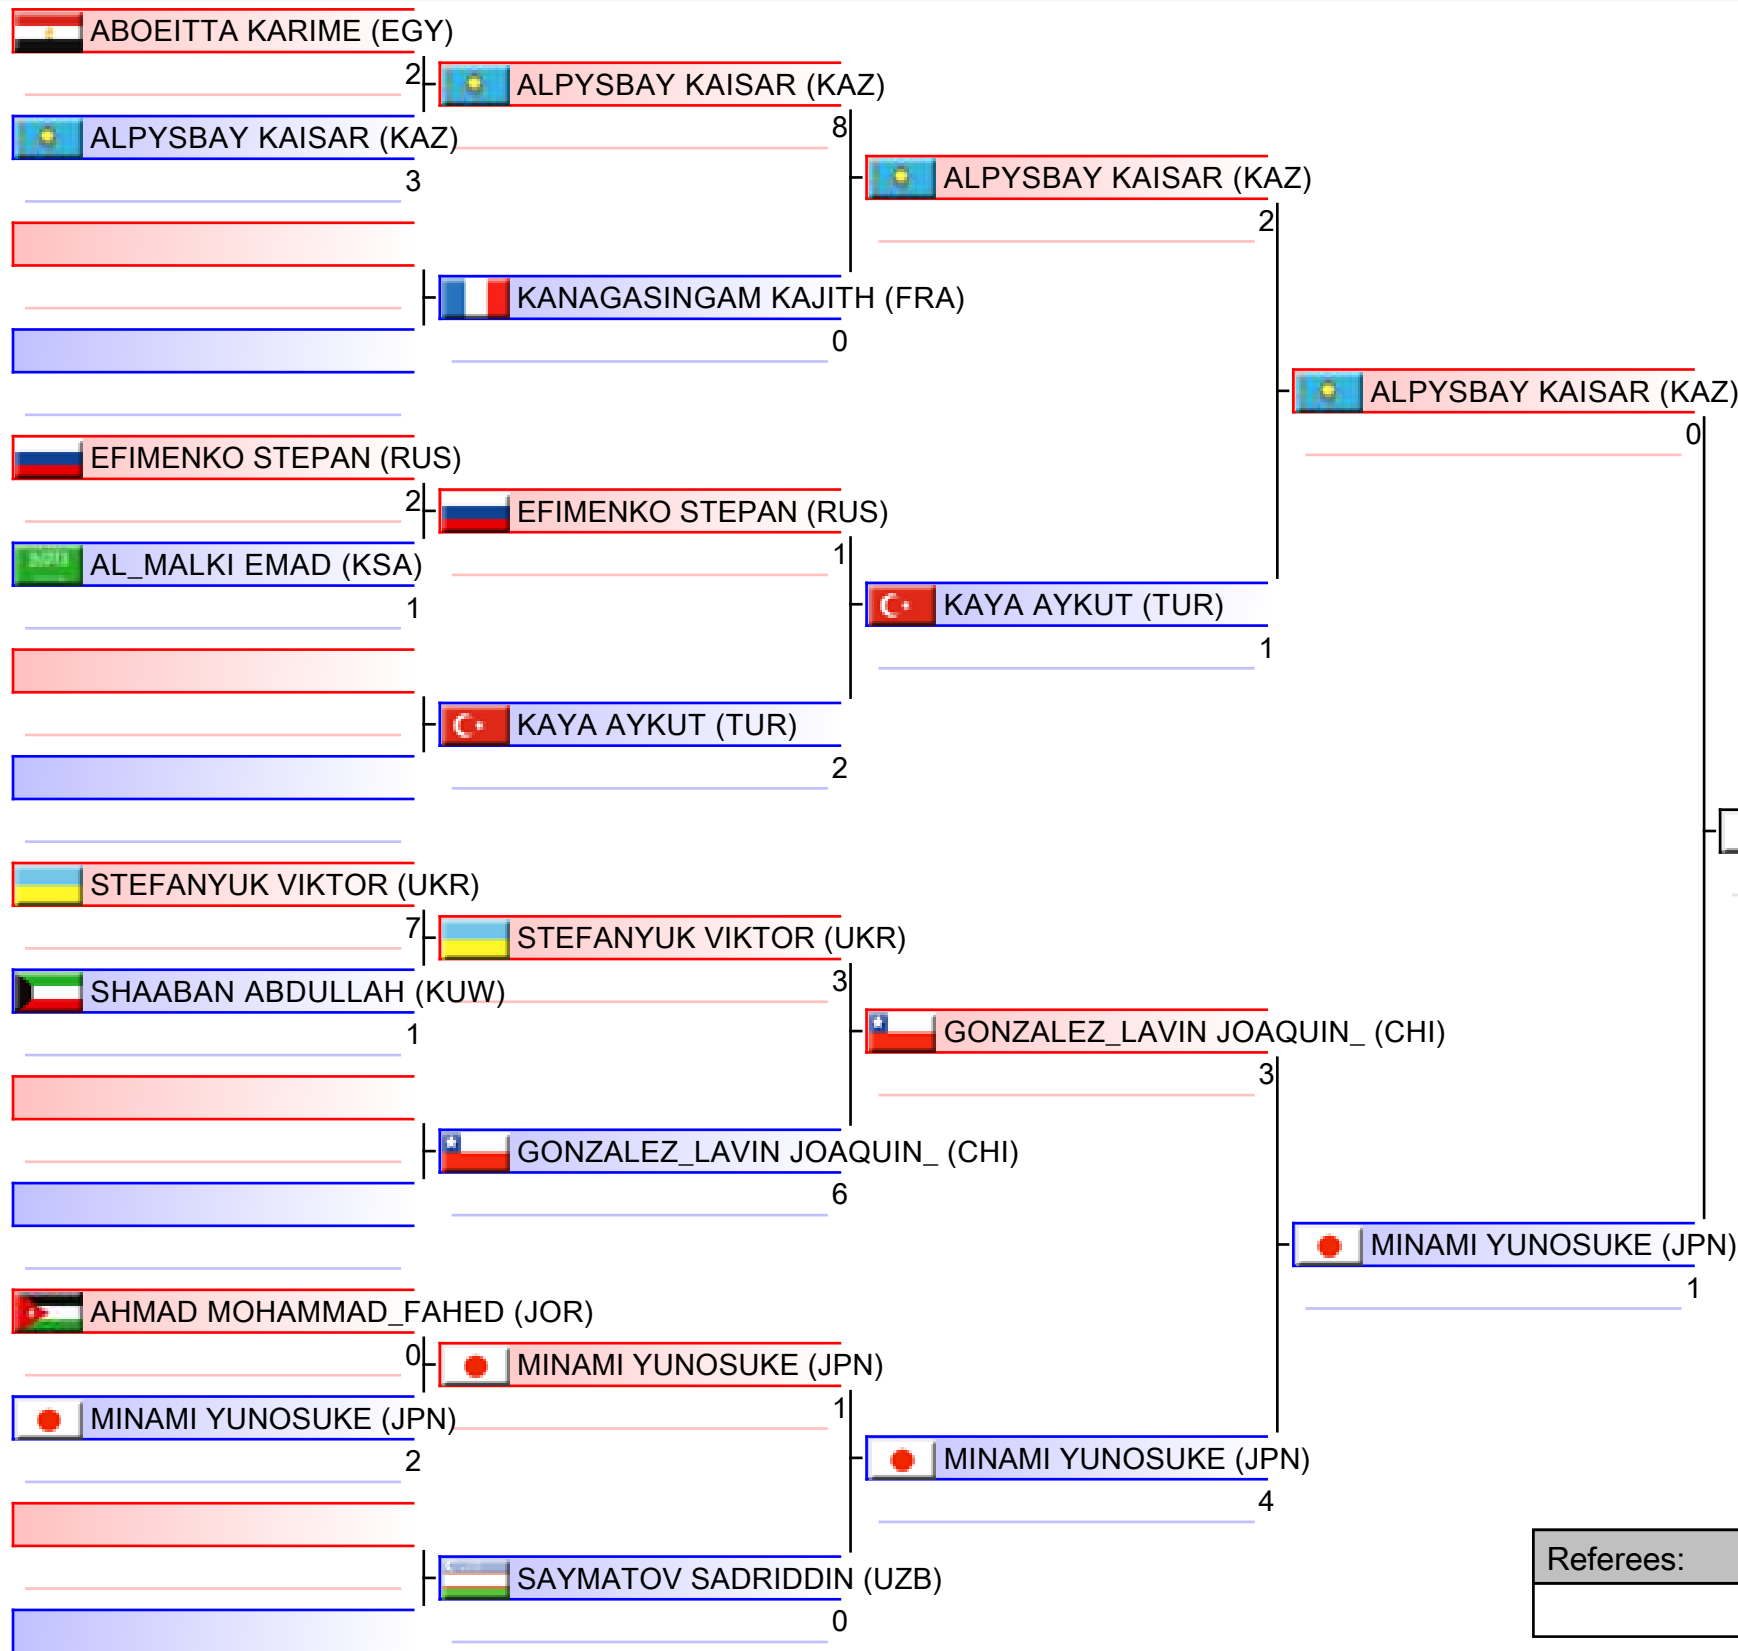 ABOEITTA KARIME (EGY)
2
ALPYSBAY KAISAR (KAZ)
3
EFIMENKO STEPAN (RUS)
2
AL_MALKI EMAD (KSA)
1
STEFANYUK VIKTOR (UKR)
7
SHAABAN ABDULLAH (KUW)
1
AHMAD MOHAMMAD_FAHED (JOR)
0
MINAMI YUNOSUKE (JPN)
2
ALPYSBAY KAISAR (KAZ)
8
KANAGASINGAM KAJITH (FRA)
0
EFIMENKO STEPAN (RUS)
1
KAYA AYKUT (TUR)
2
STEFANYUK VIKTOR (UKR)
3
GONZALEZ_LAVIN JOAQUIN_ (CHI)
6
MINAMI YUNOSUKE (JPN)
1
SAYMATOV SADRIDDIN (UZB)
0
ALPYSBAY KAISAR (KAZ)
2
KAYA AYKUT (TUR)
1
GONZALEZ_LAVIN JOAQUIN_ (CHI)
3
MINAMI YUNOSUKE (JPN)
4
ALPYSBAY KAISAR (KAZ)
0
MINAMI YUNOSUKE (JPN)
1
Referees: